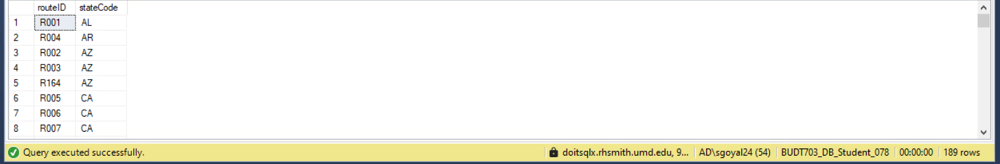 routeID stateCode
1 R001 AL
2 R004 AR
3 R002 AZ
4 R003 AZ
5 R164 AZ
6 R005 CA
7 R006 CA
8 R007 CA
Query executed successfully. doitsqlx.rhsmith.umd.edu, 9... AD\sgoyal24 (54) BUDT703_DB_Student_078 00:00:00 189 rows